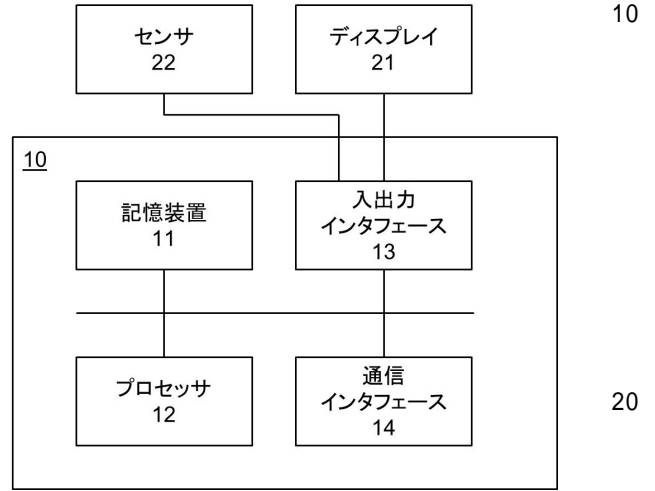 センサ
22
ディスプレイ
21
10
10
記憶装置
11
入出力
インタフェース
13
プロセッサ
12
通信
インタフェース
14
20